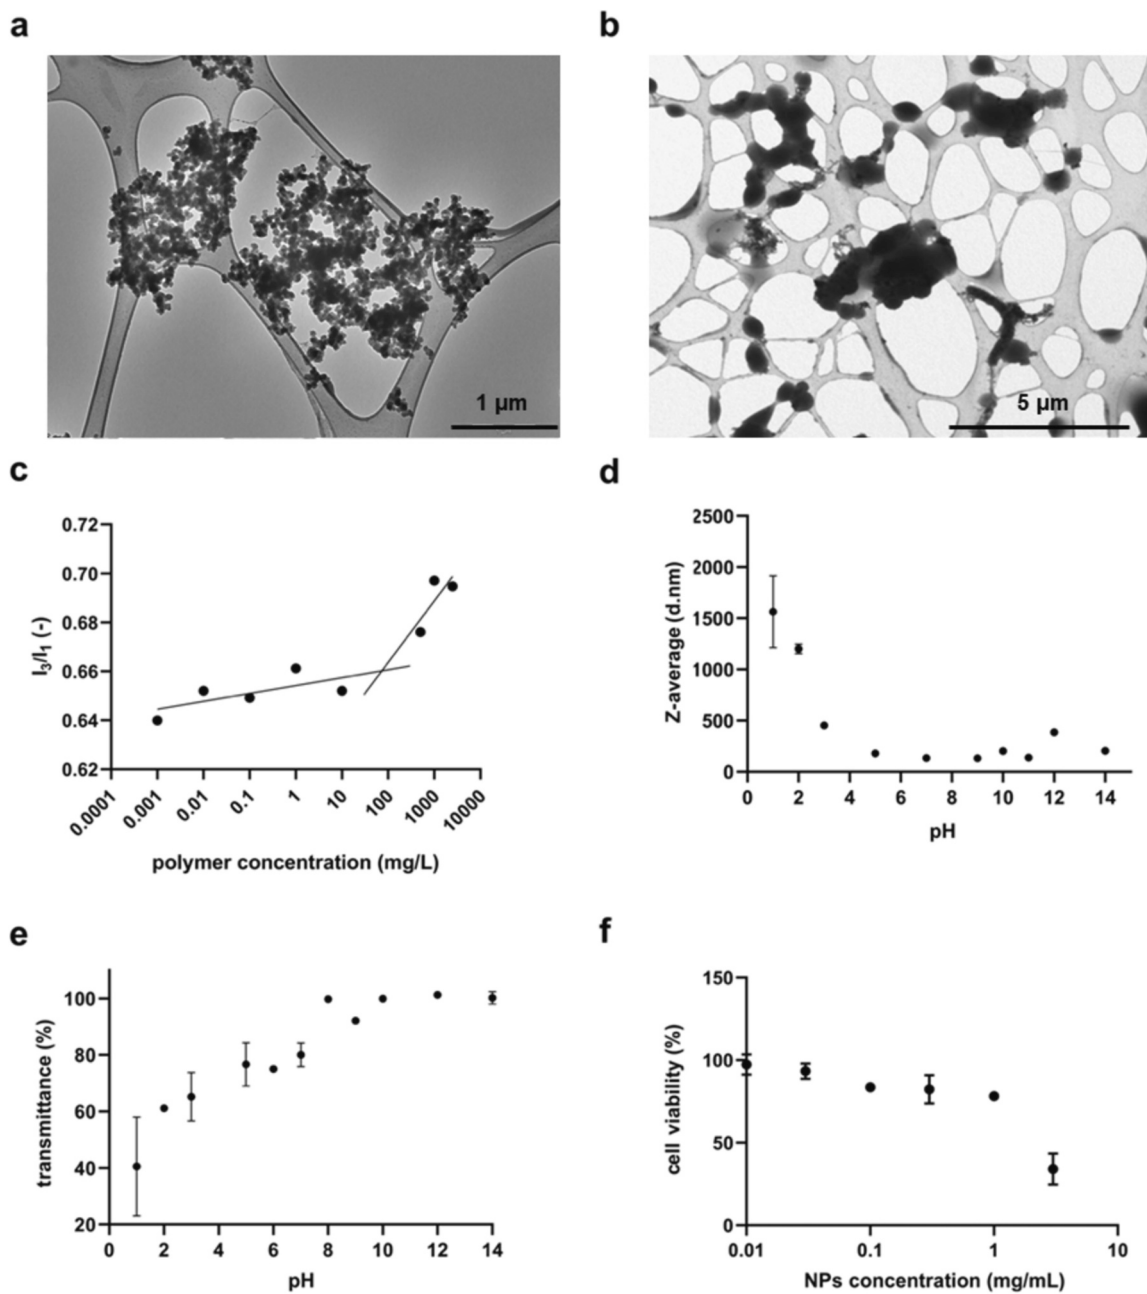 a
b
1 µm
5 µm
c
d
0.72
0.70
0.68
0.66
0.64
0.62
I3/I1 (-)
0.0001
0.001
0.01
0.1
1
10
100
1000
10000
polymer concentration (mg/L)
2500
2000
1500
1000
500
0
Z-average (d.nm)
0 2 4 6 8 10 12 14
pH
e
f
100
80
60
40
20
transmittance (%)
0 2 4 6 8 10 12 14
pH
150
100
50
0
cell viability (%)
0.01 0.1 1 10
NPs concentration (mg/mL)